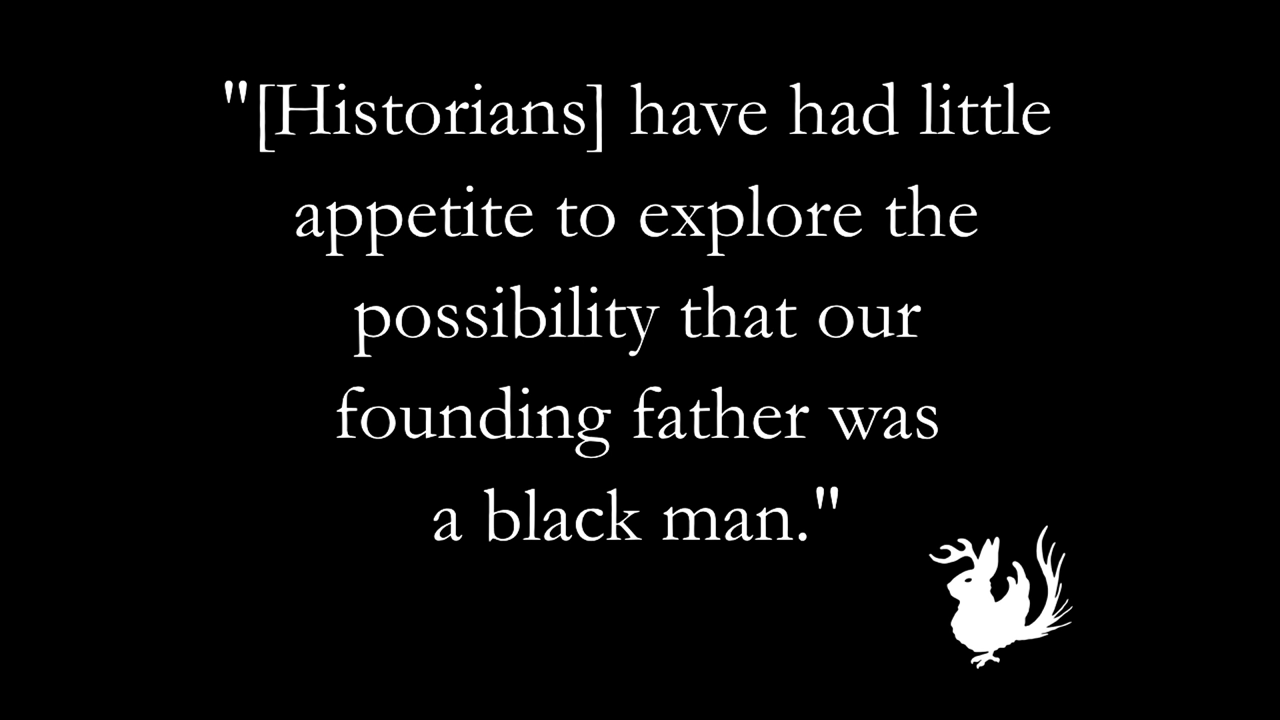 "[Historians] have had little
appetite to explore the
possibility that our
founding father was
a black man."